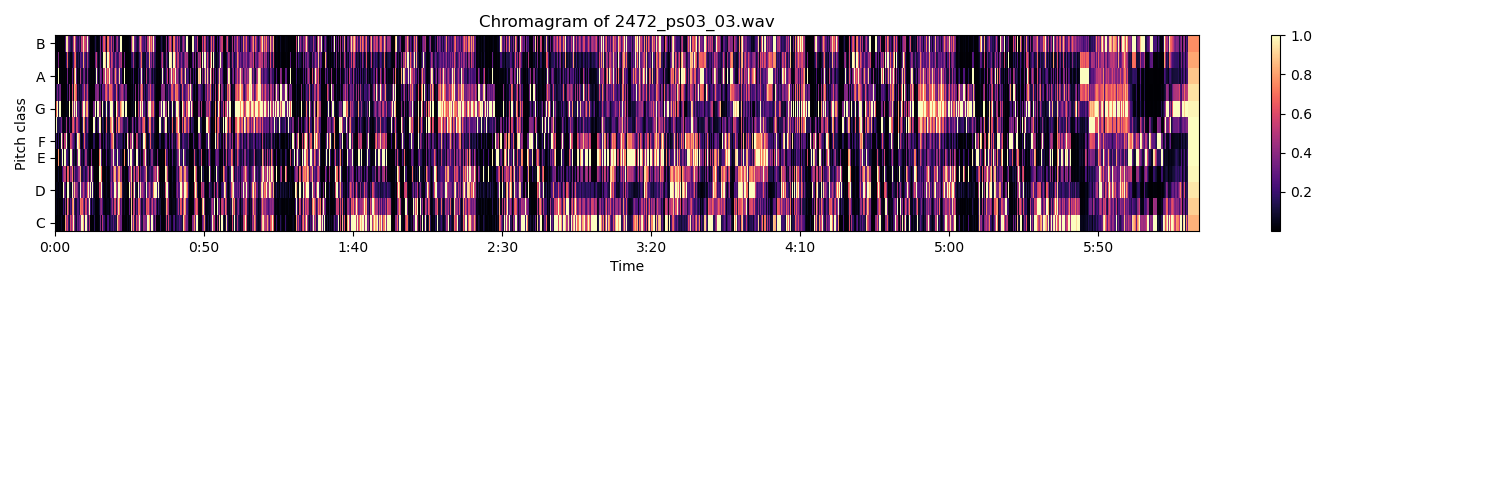 Chromagram of 2472_ps03_03.wav
Pitch class
B
A
G
F
E
D
C
0:00 0:50 1:40 2:30 3:20 4:10 5:00 5:50
Time
1.0
0.8
0.6
0.4
0.2